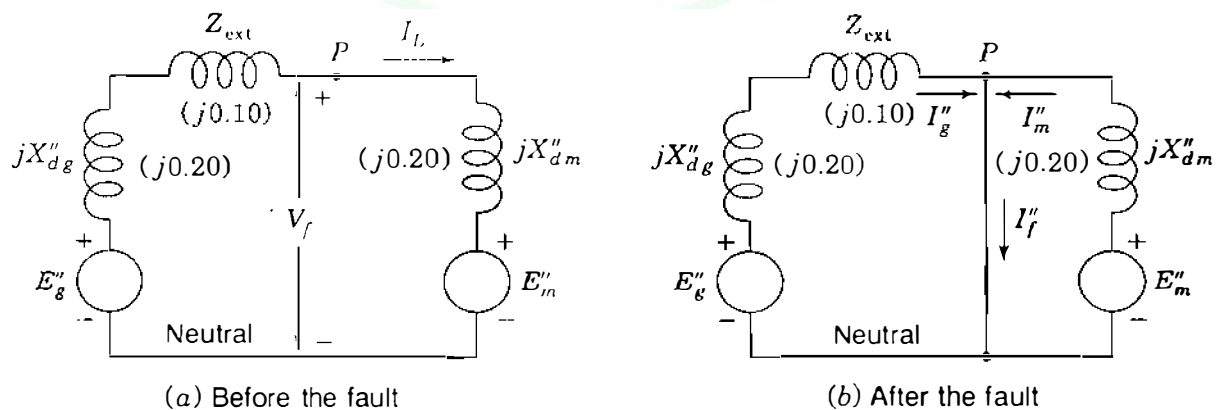 Z_ext
P
I_L
(j0.10)
+
jX″_dg
(j0.20)
(j0.20)
jX″_dm
V_f
+
+
E″_g
E″_m
−
−
−
Neutral
(a) Before the fault
Z_ext
P
(j0.10)
I″_g
I″_m
jX″_dg
(j0.20)
(j0.20)
jX″_dm
I″_f
+
+
E″_g
E″_m
−
−
Neutral
(b) After the fault